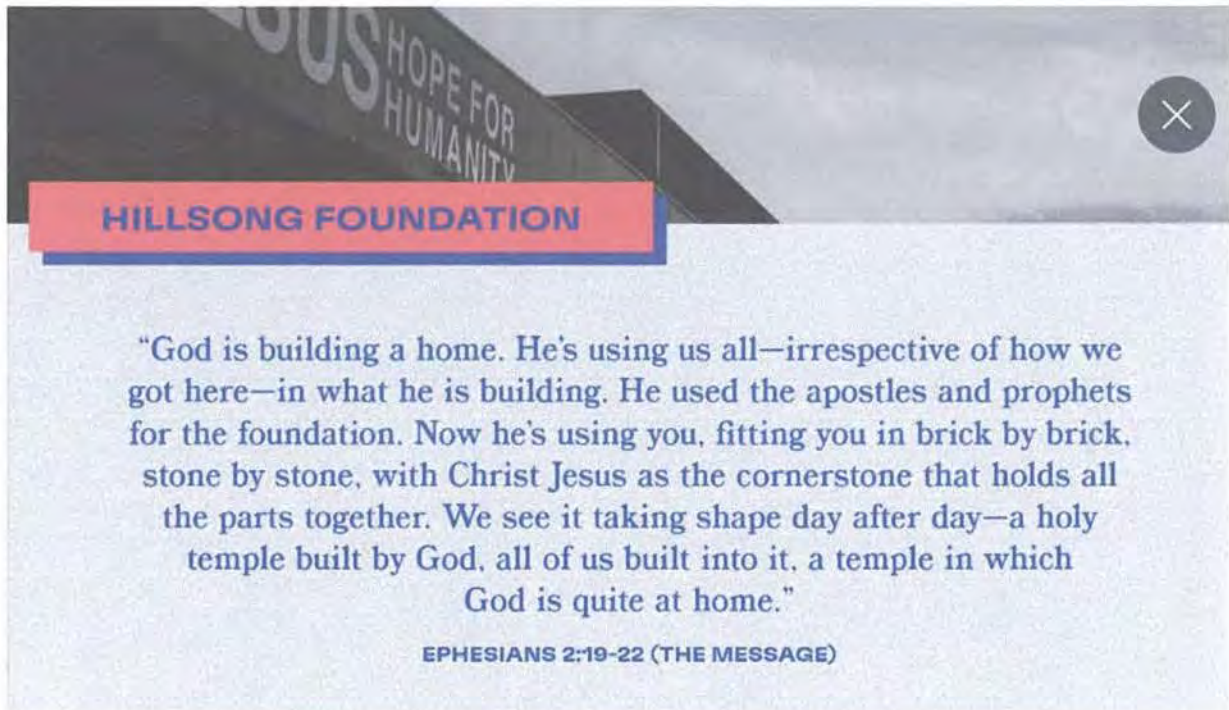 HOPE FOR
HUMANITY
HILLSONG FOUNDATION
“God is building a home. He's using us all—irrespective of how we
got here—in what he is building. He used the apostles and prophets
for the foundation. Now he's using you, fitting you in brick by brick,
stone by stone, with Christ Jesus as the cornerstone that holds all
the parts together. We see it taking shape day after day—a holy
temple built by God, all of us built into it, a temple in which
God is quite at home.”
EPHESIANS 2:19-22 (THE MESSAGE)